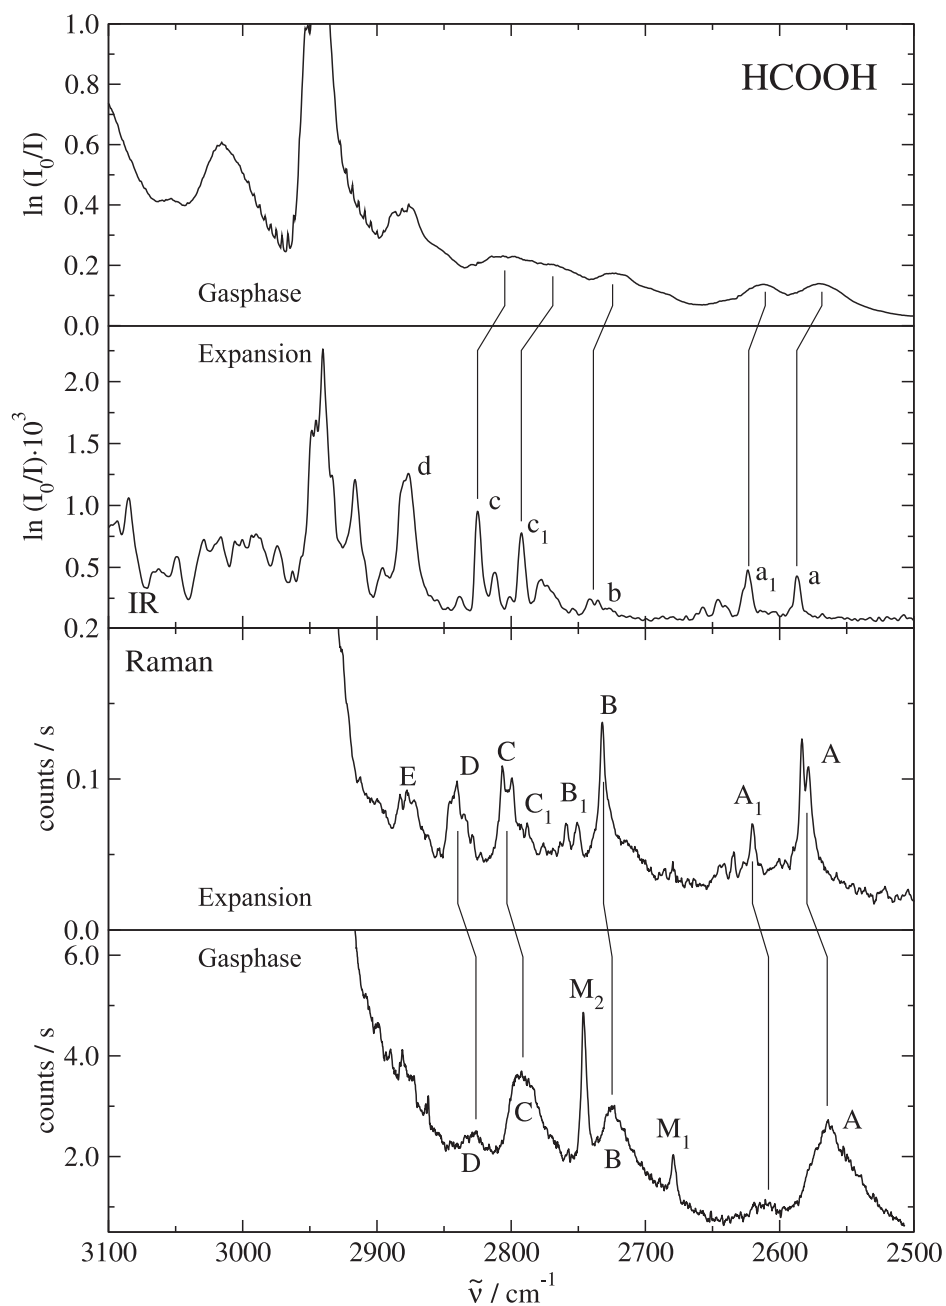 HCOOH
1.0
0.8
0.6
0.4
0.2
0.0
ln (I₀/I)
Gasphase
Expansion
2.0
1.5
1.0
0.5
ln (I₀/I)·10³
d
c
c₁
b
a₁
a
IR
0.2
Raman
0.1
0.0
counts / s
E
D
C
C₁
B₁
B
A₁
A
Expansion
Gasphase
6.0
4.0
2.0
counts / s
D
C
M₂
B
M₁
A
3100 3000 2900 2800 2700 2600 2500
ν̃ / cm⁻¹